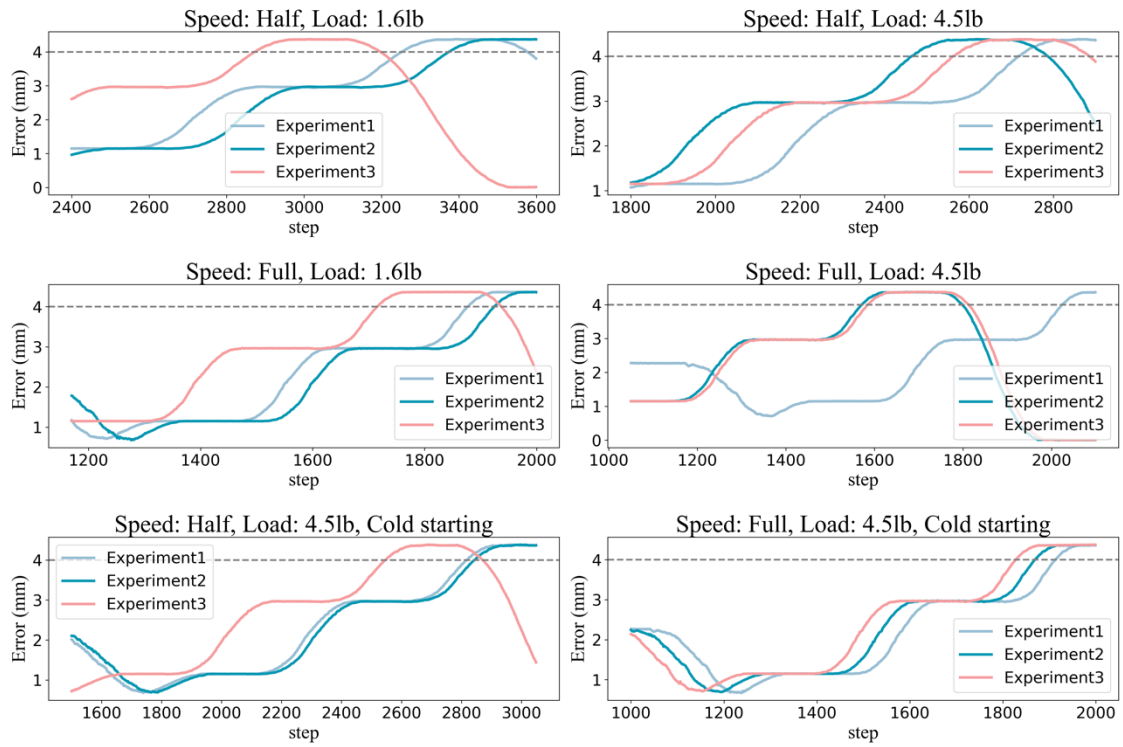 Speed: Half, Load: 1.6lb
Error (mm)
4
3
2
1
0
Experiment1
Experiment2
Experiment3
2400 2600 2800 3000 3200 3400 3600
step
Speed: Half, Load: 4.5lb
Error (mm)
4
3
2
1
Experiment1
Experiment2
Experiment3
1800 2000 2200 2400 2600 2800
step
Speed: Full, Load: 1.6lb
Error (mm)
4
3
2
1
Experiment1
Experiment2
Experiment3
1200 1400 1600 1800 2000
step
Speed: Full, Load: 4.5lb
Error (mm)
4
3
2
1
0
Experiment1
Experiment2
Experiment3
1000 1200 1400 1600 1800 2000
step
Speed: Half, Load: 4.5lb, Cold starting
Error (mm)
4
3
2
1
Experiment1
Experiment2
Experiment3
1600 1800 2000 2200 2400 2600 2800 3000
step
Speed: Full, Load: 4.5lb, Cold starting
Error (mm)
4
3
2
1
Experiment1
Experiment2
Experiment3
1000 1200 1400 1600 1800 2000
step